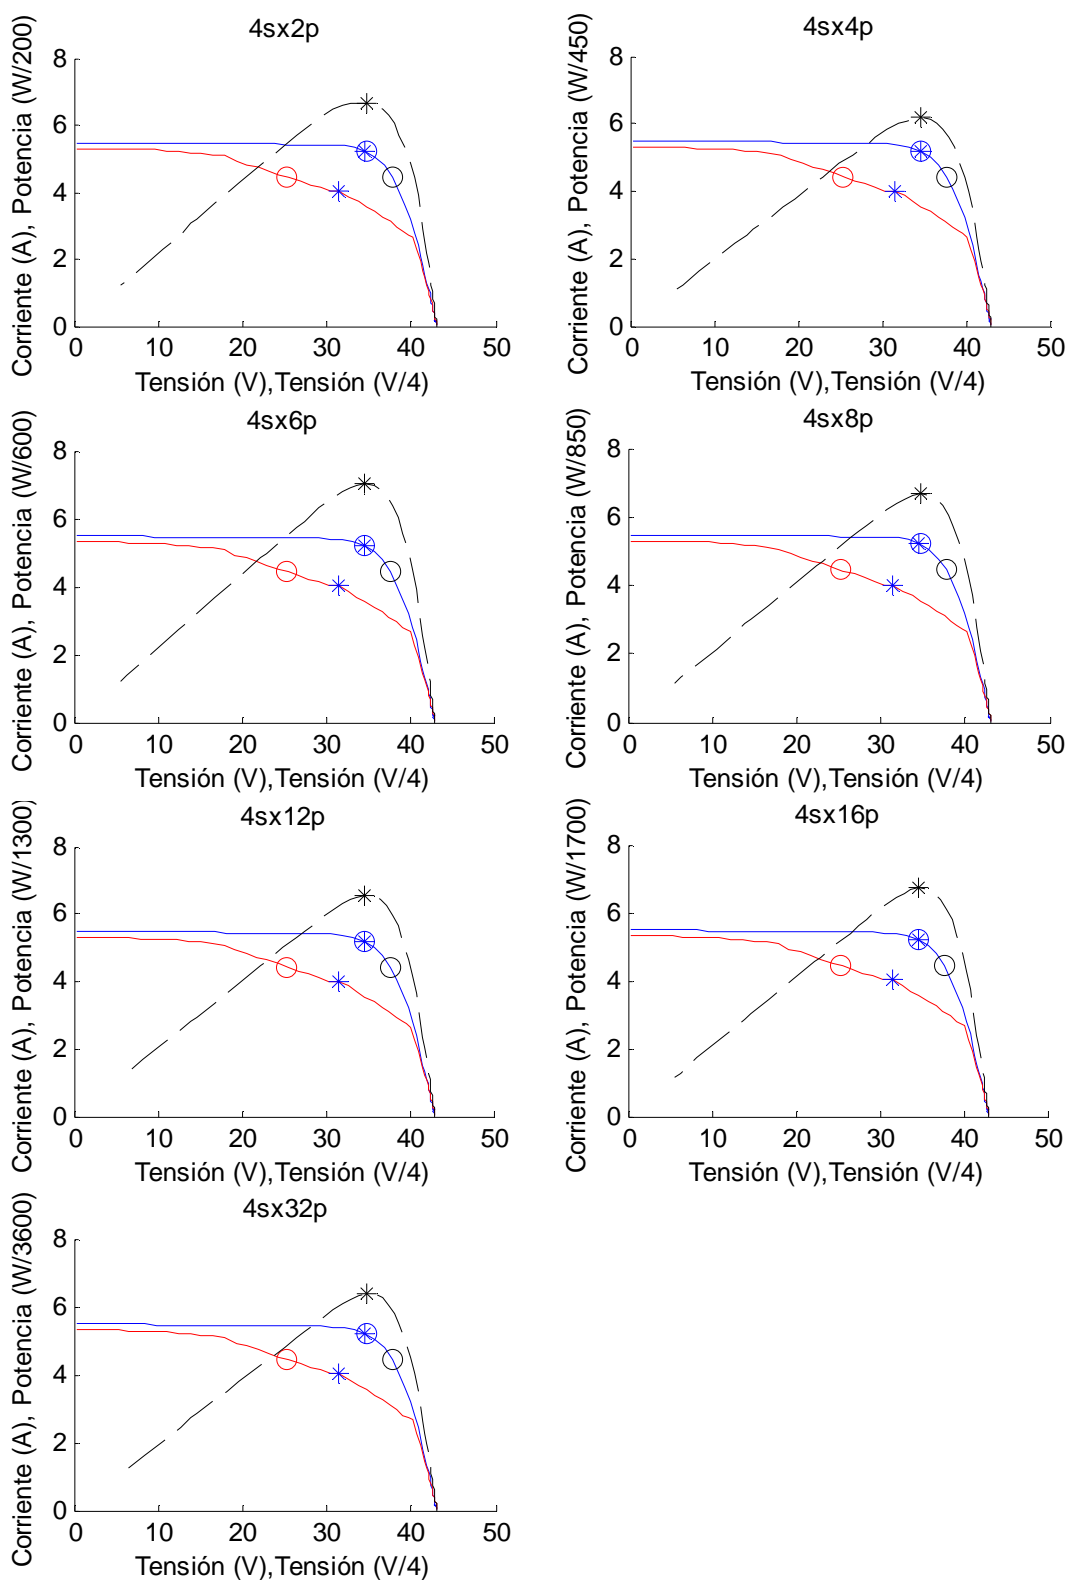 4sx2p
Corriente (A), Potencia (W/200)
8
6
4
2
0
0 10 20 30 40 50
Tensión (V),Tensión (V/4)
4sx4p
Corriente (A), Potencia (W/450)
8
6
4
2
0
0 10 20 30 40 50
Tensión (V),Tensión (V/4)
4sx6p
Corriente (A), Potencia (W/600)
8
6
4
2
0
0 10 20 30 40 50
Tensión (V),Tensión (V/4)
4sx8p
Corriente (A), Potencia (W/850)
8
6
4
2
0
0 10 20 30 40 50
Tensión (V),Tensión (V/4)
4sx12p
Corriente (A), Potencia (W/1300)
8
6
4
2
0
0 10 20 30 40 50
Tensión (V),Tensión (V/4)
4sx16p
Corriente (A), Potencia (W/1700)
8
6
4
2
0
0 10 20 30 40 50
Tensión (V),Tensión (V/4)
4sx32p
Corriente (A), Potencia (W/3600)
8
6
4
2
0
0 10 20 30 40 50
Tensión (V),Tensión (V/4)